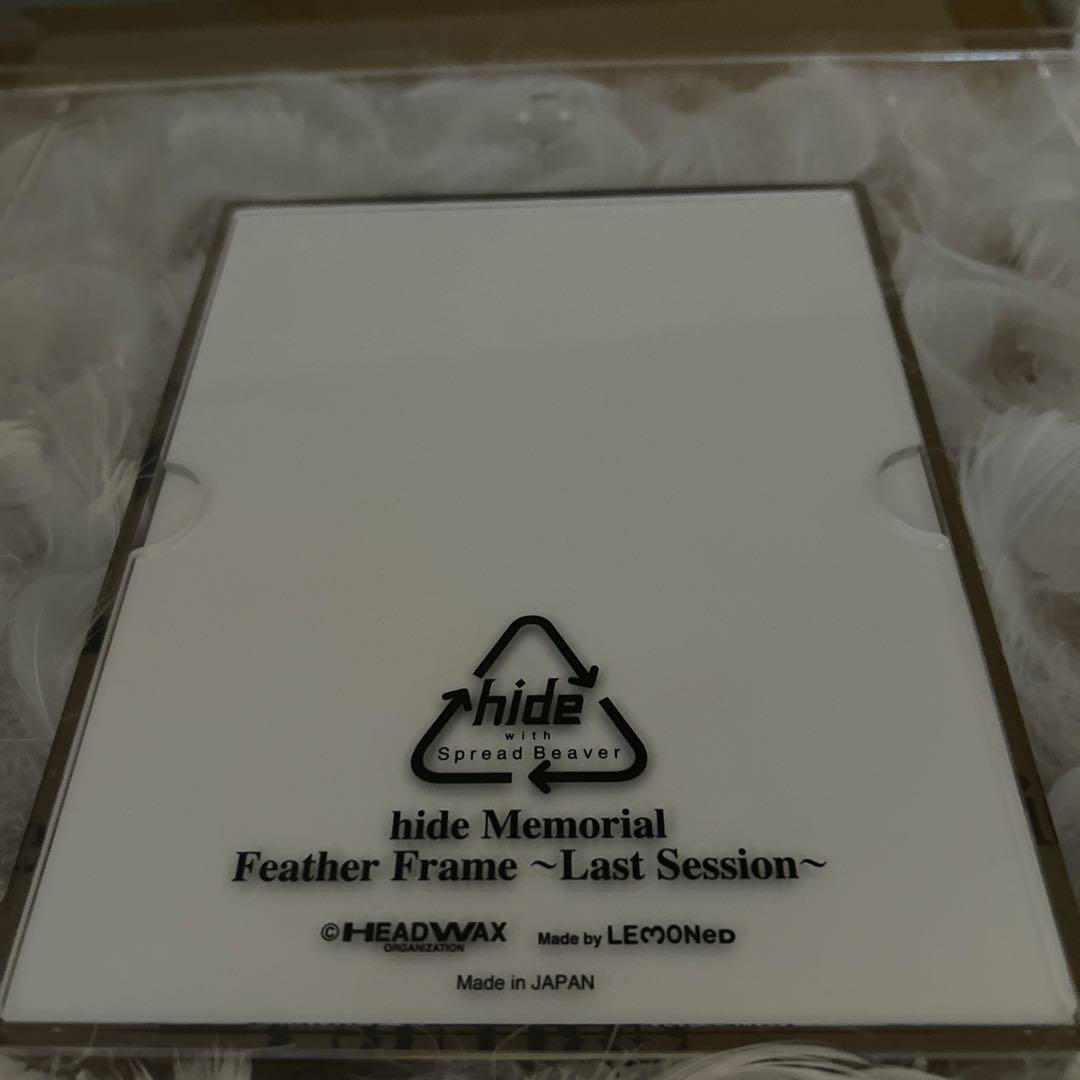 hide
with
Spread Beaver
hide Memorial
Feather Frame ~Last Session~
©HEADWAX
ORGANIZATION
Made by LEMONeD
Made in JAPAN